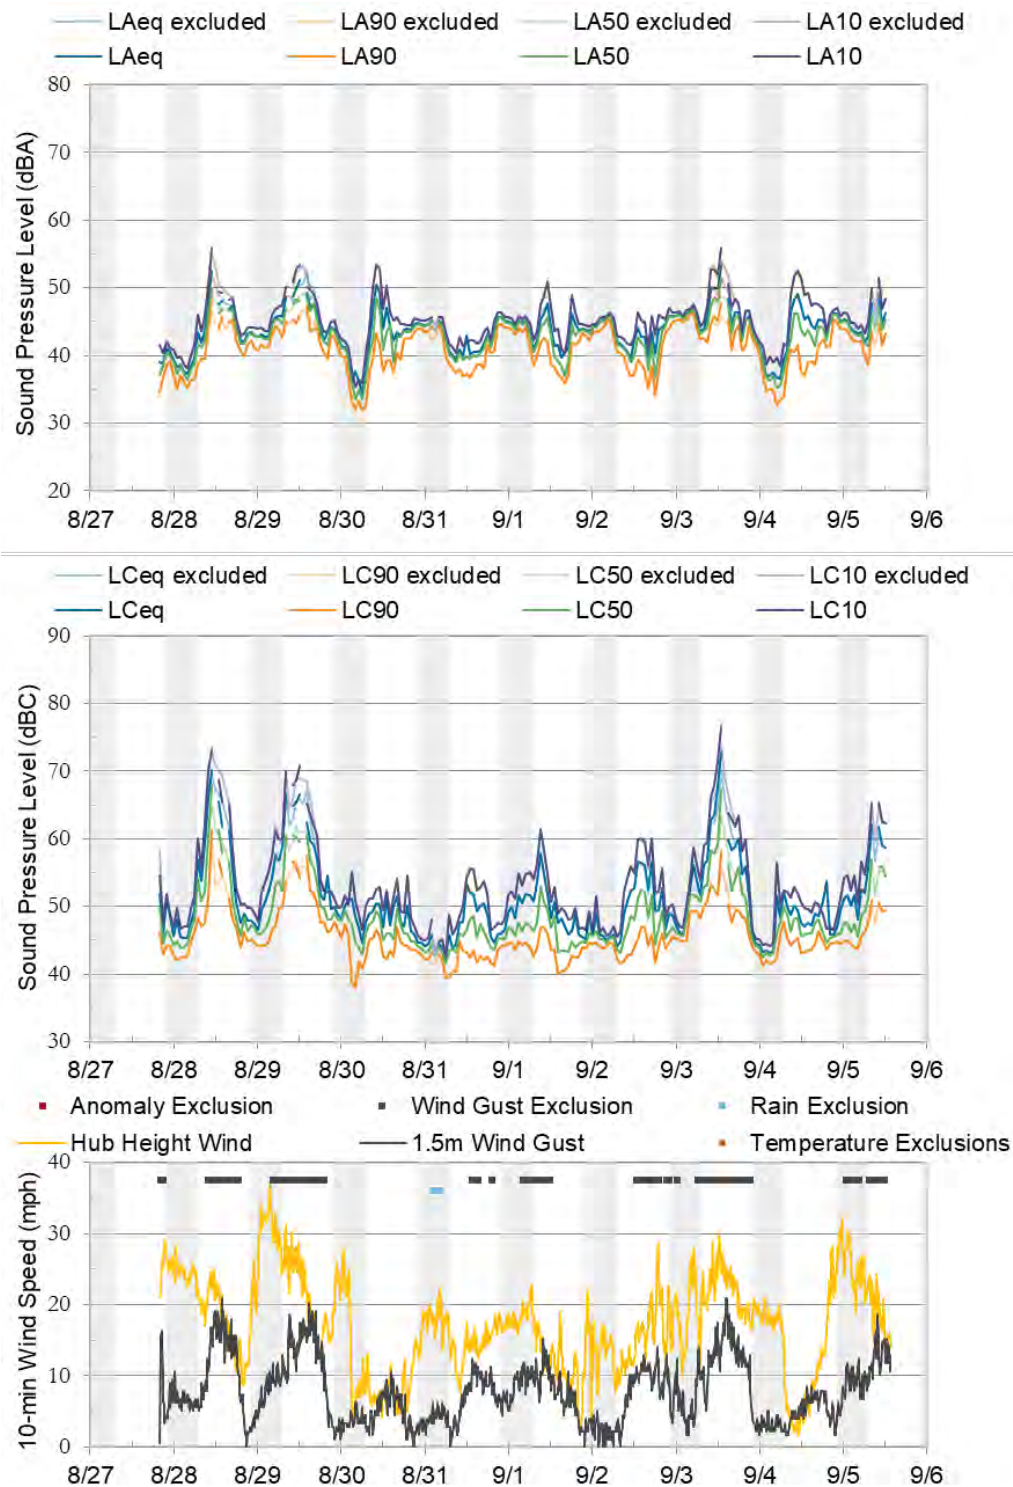 LAeq excluded LA90 excluded LA50 excluded LA10 excluded
LAeq LA90 LA50 LA10
Sound Pressure Level (dBA)
80
70
60
50
40
30
20
8/27 8/28 8/29 8/30 8/31 9/1 9/2 9/3 9/4 9/5 9/6
LCeq excluded LC90 excluded LC50 excluded LC10 excluded
LCeq LC90 LC50 LC10
Sound Pressure Level (dBC)
90
80
70
60
50
40
30
8/27 8/28 8/29 8/30 8/31 9/1 9/2 9/3 9/4 9/5 9/6
Anomaly Exclusion Wind Gust Exclusion Rain Exclusion
Hub Height Wind 1.5m Wind Gust Temperature Exclusions
10-min Wind Speed (mph)
40
30
20
10
0
8/27 8/28 8/29 8/30 8/31 9/1 9/2 9/3 9/4 9/5 9/6